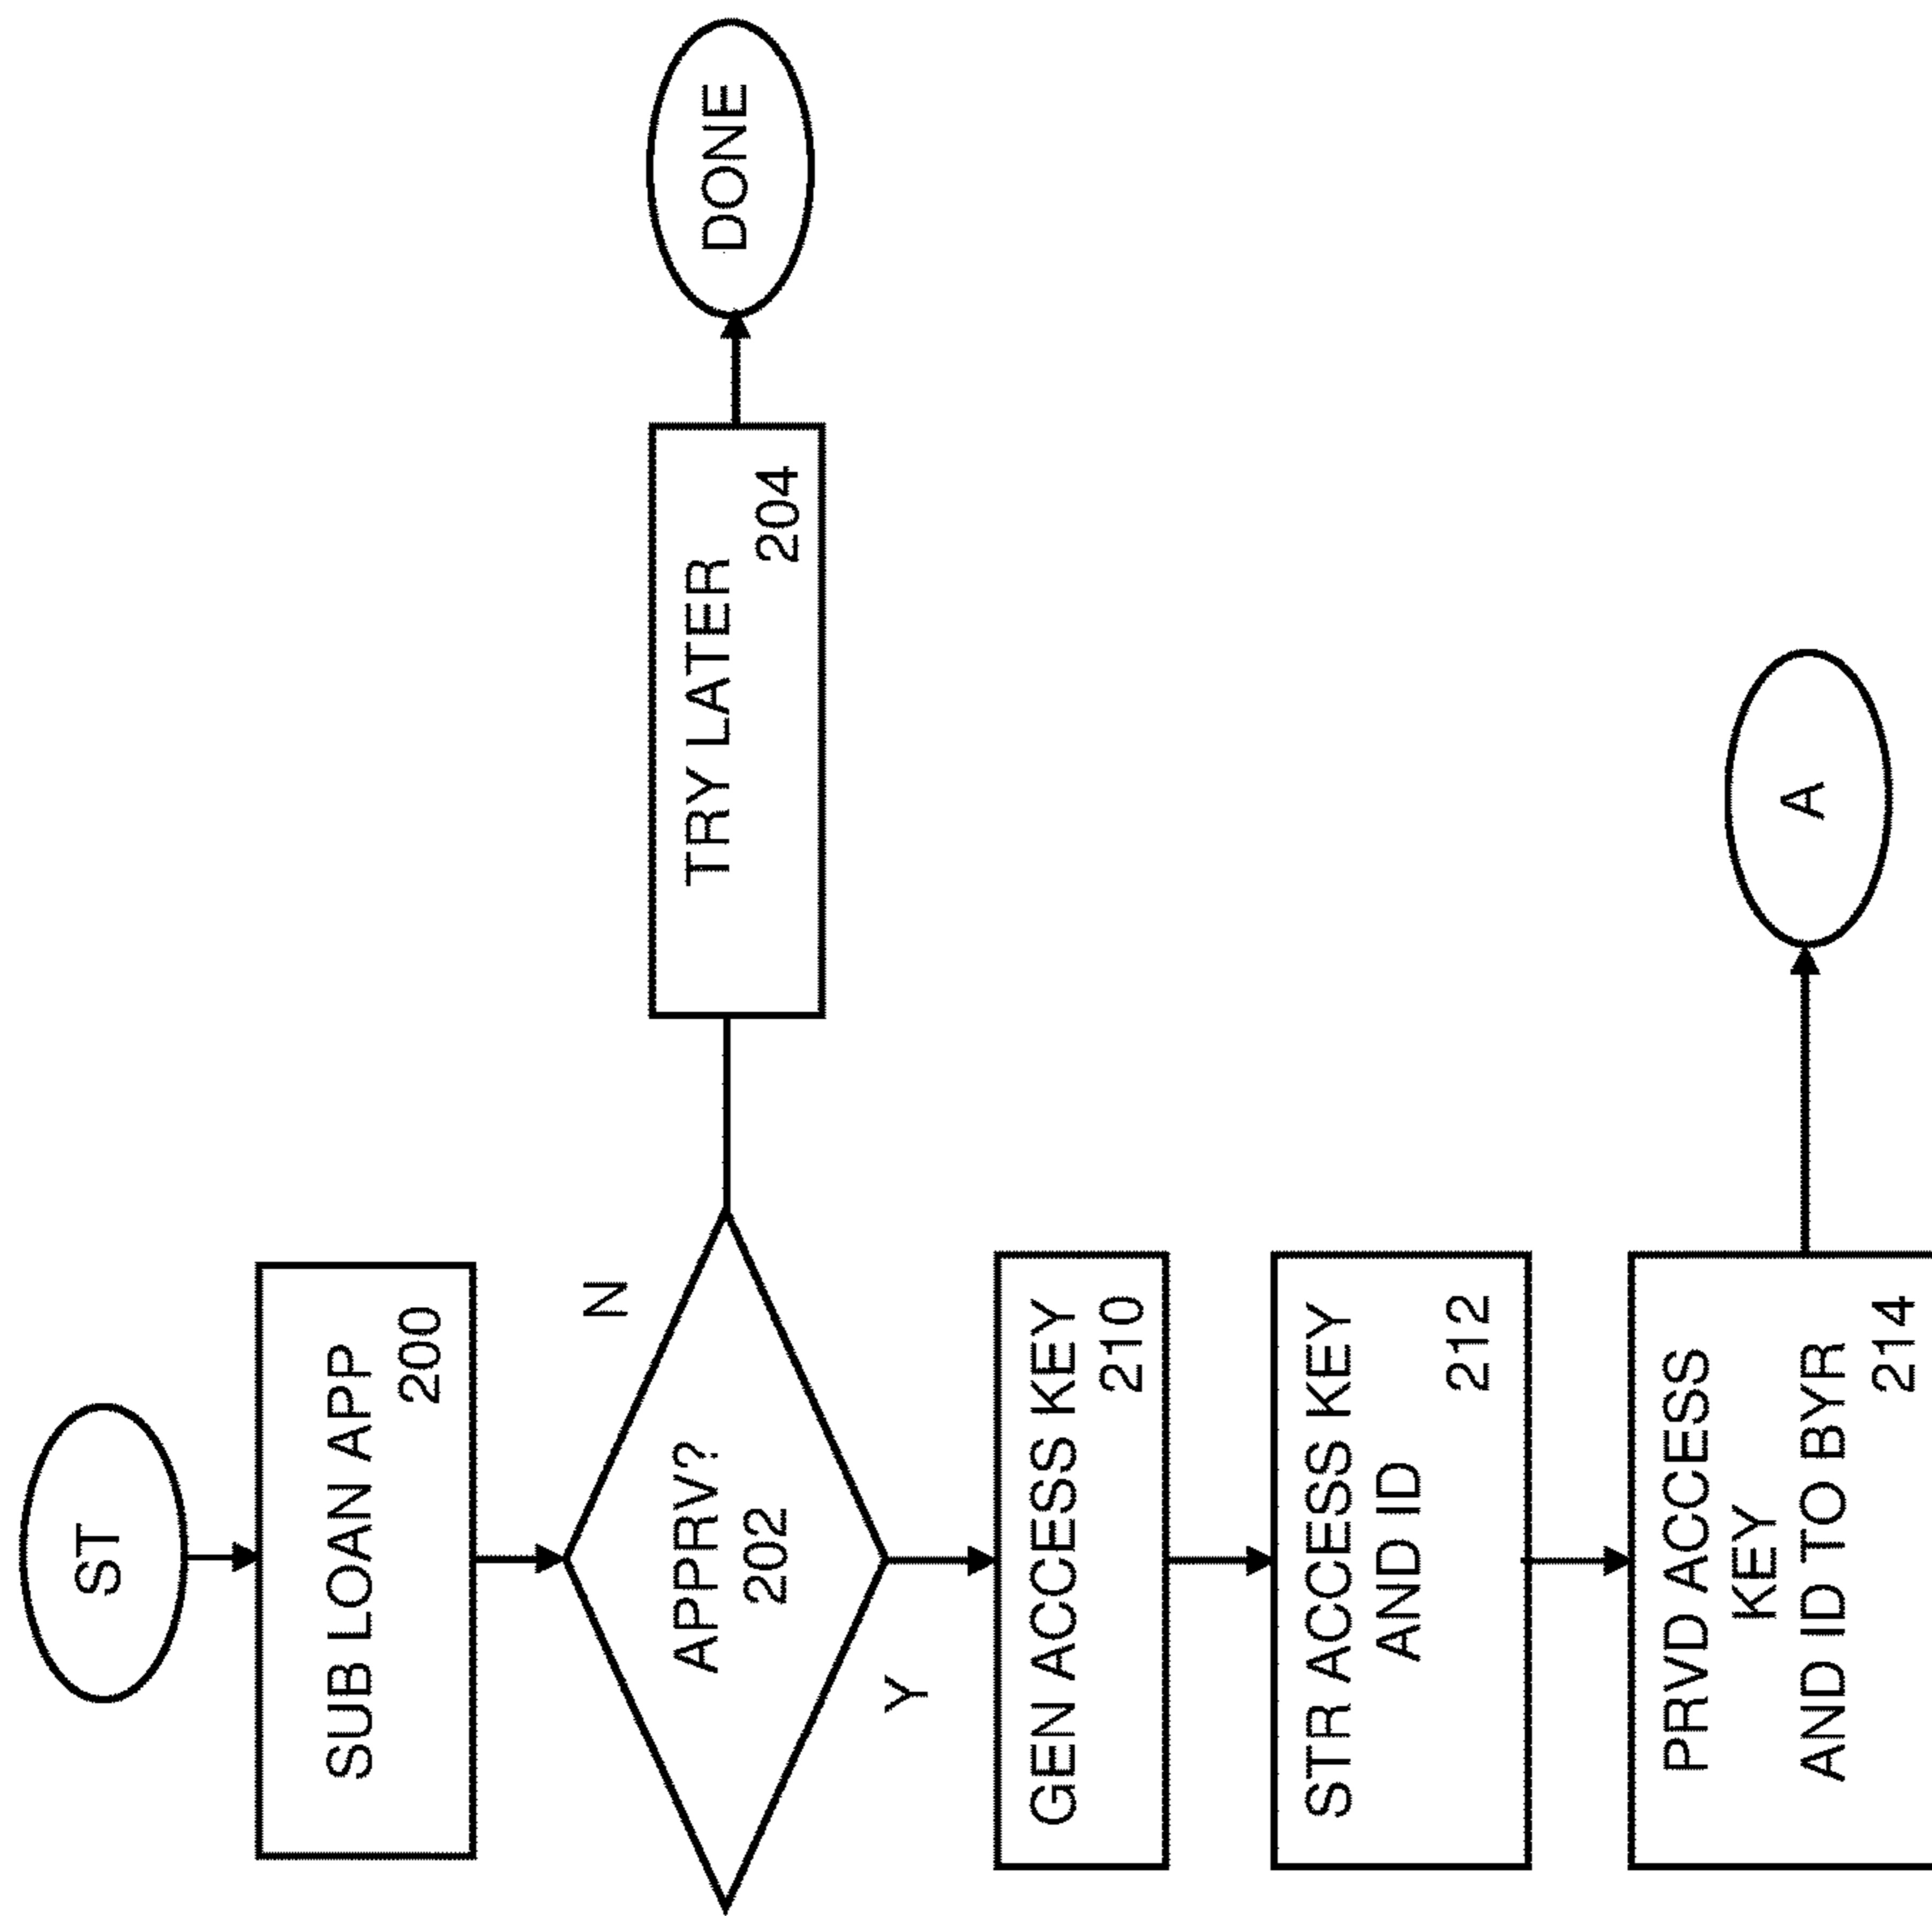 ST
SUB LOAN APP
200
APPRV?
202
N
TRY LATER
204
DONE
Y
GEN ACCESS KEY
210
STR ACCESS KEY
AND ID
212
PRVD ACCESS
KEY
AND ID TO BYR
214
A